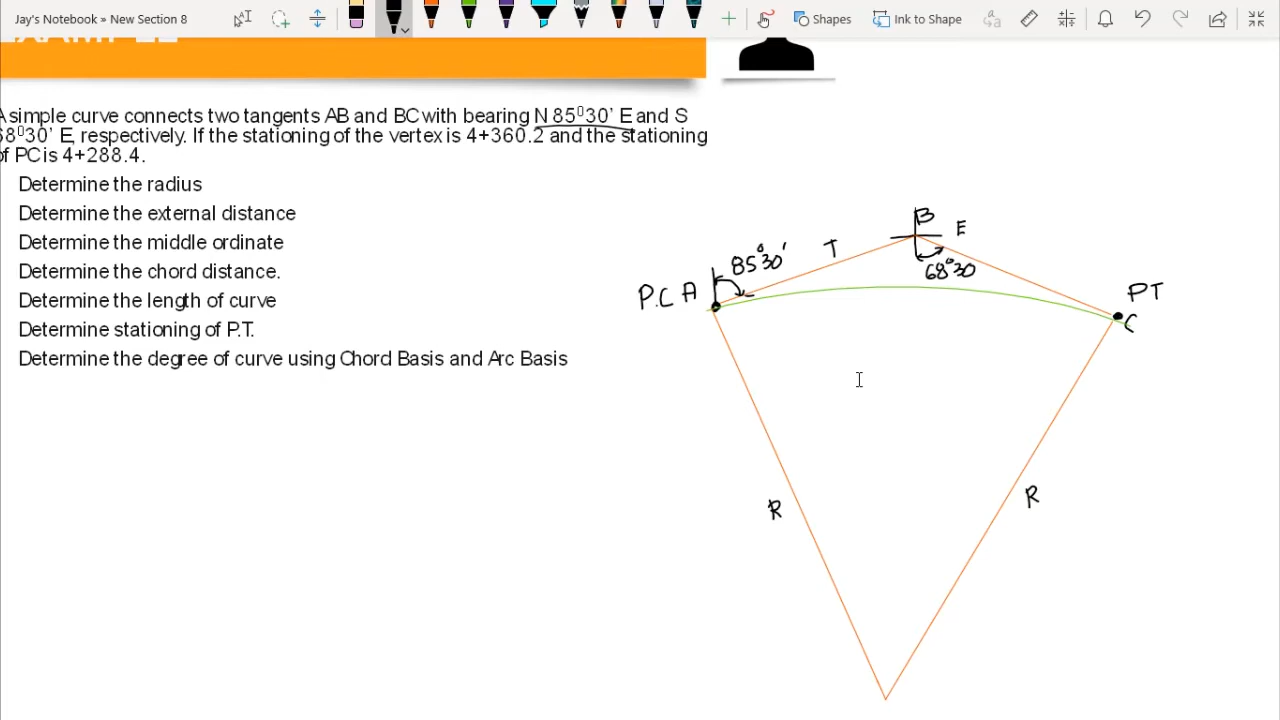 Jay's Notebook » New Section 8
Shapes
Ink to Shape
EXAMPLE
A simple curve connects two tangents AB and BC with bearing N 85⁰30' E and S
68⁰30' E, respectively. If the stationing of the vertex is 4+360.2 and the stationing
of PC is 4+288.4.
Determine the radius
Determine the external distance
Determine the middle ordinate
Determine the chord distance.
Determine the length of curve
Determine stationing of P.T.
Determine the degree of curve using Chord Basis and Arc Basis
B
E
T
85°30'
68°30
P.C A
PT
C
R
R